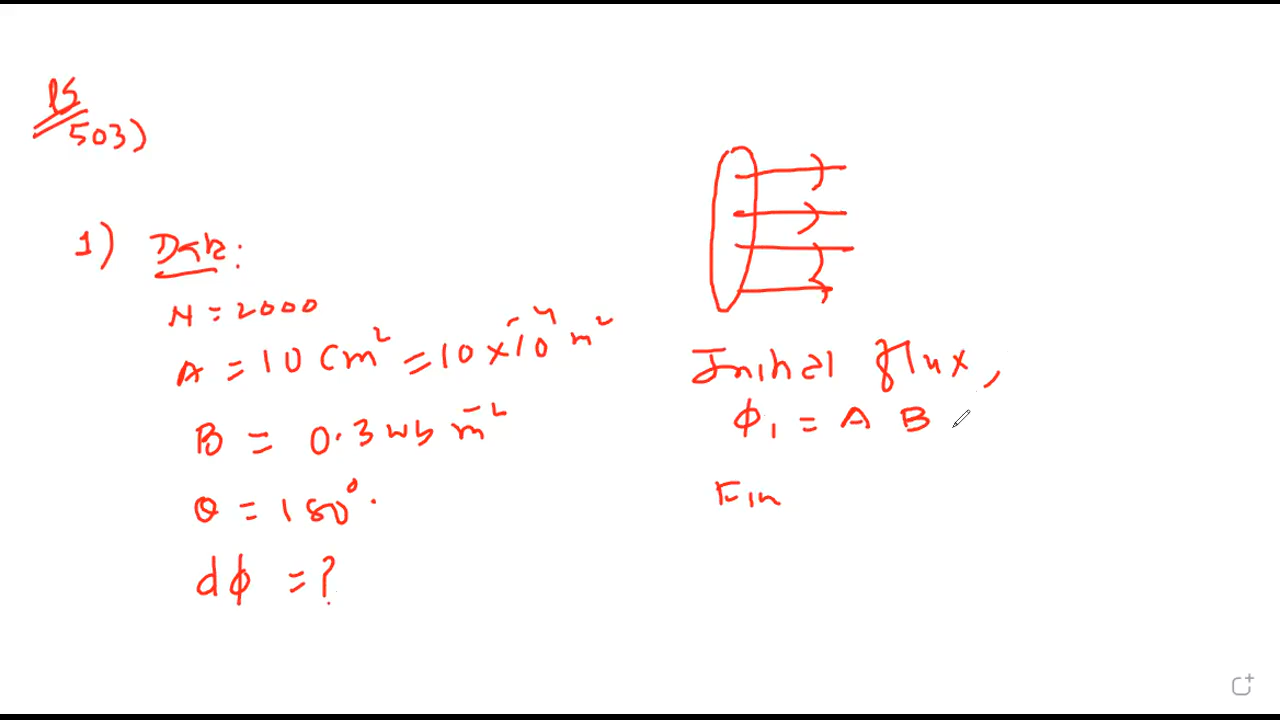 503)
1) Data:
N = 2000
A = 10 cm² = 10 × 10⁻⁴ m²
B = 0.3 wb m⁻²
θ = 180°.
dϕ = ?
Initial flux,
ϕ₁ = A B
Fin